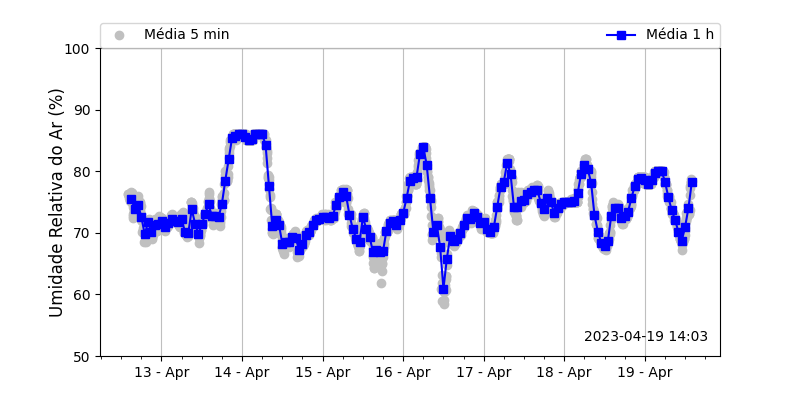 Média 5 min
Média 1 h
Umidade Relativa do Ar (%)
100
90
80
70
60
50
2023-04-19 14:03
13 - Apr
14 - Apr
15 - Apr
16 - Apr
17 - Apr
18 - Apr
19 - Apr